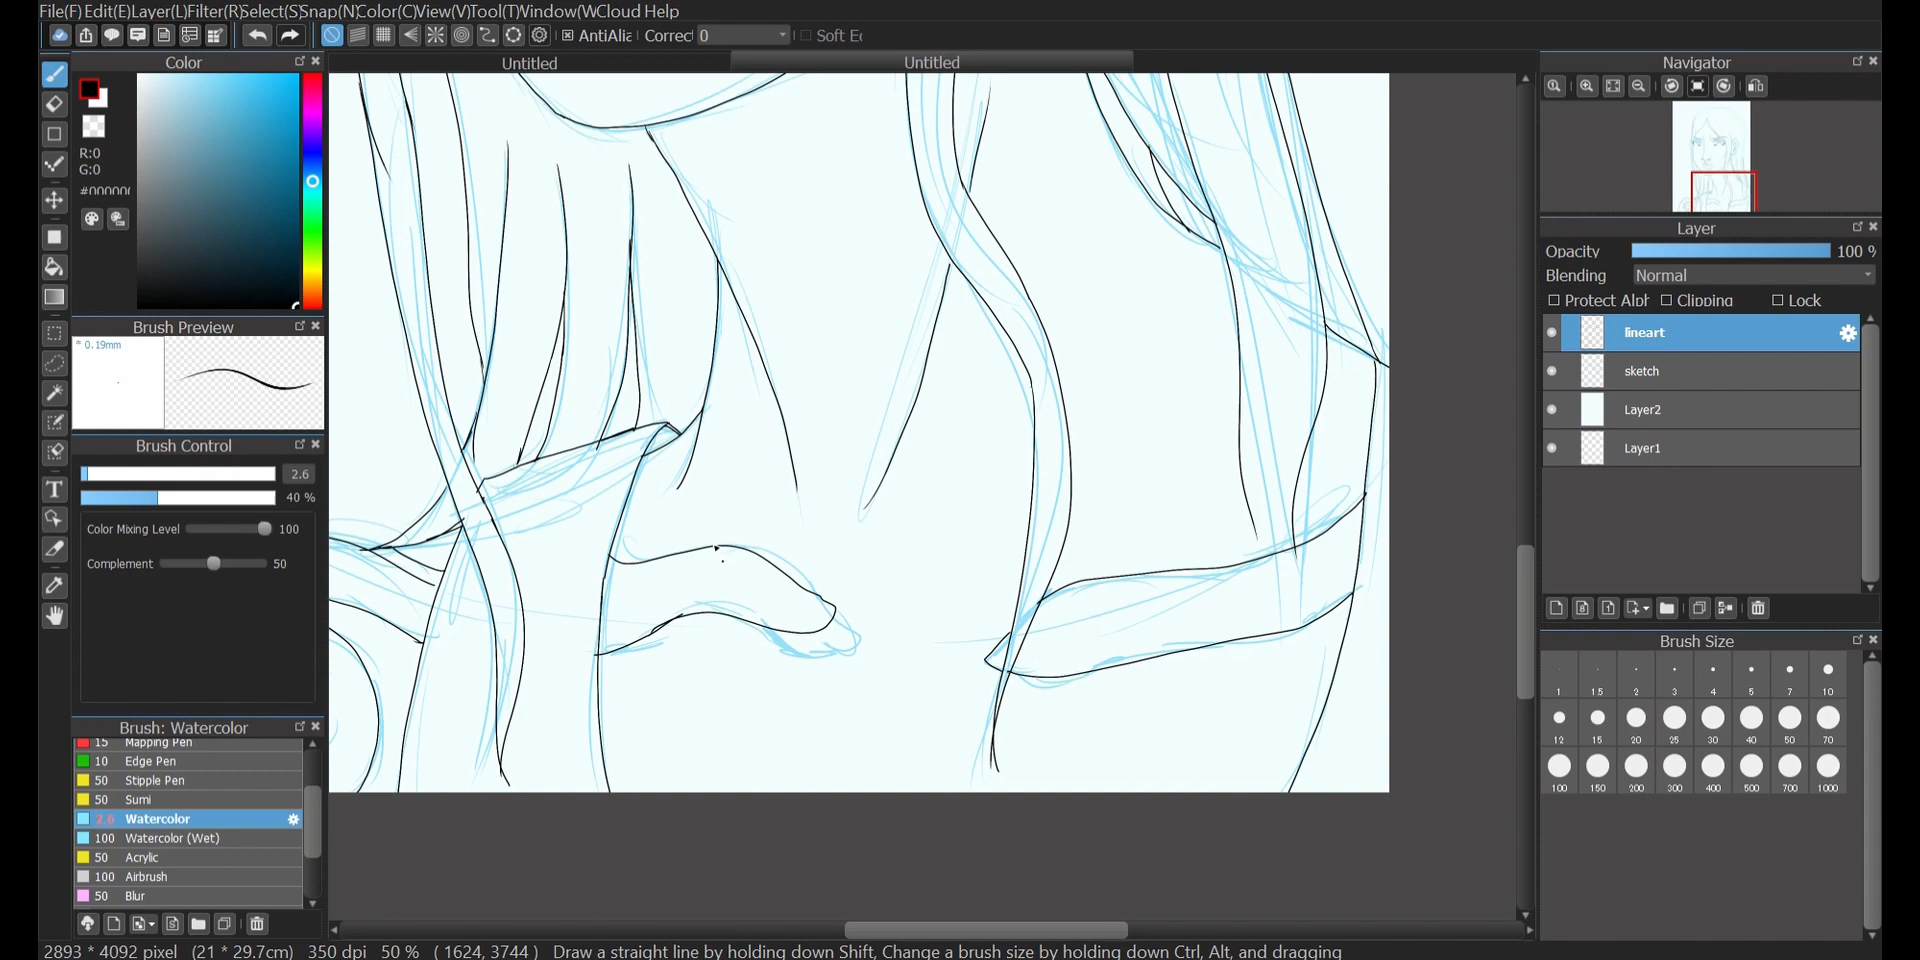 File(F) Edit(E) Layer(L) Filter(R) Select(S) Snap(N) Color(C) View(V) Tool(T) Window(W) Cloud Help
AntiAlia Correct 0 Soft Ed
Color
Untitled
Untitled
Navigator
R:0
G:0
#000000
Layer
Opacity 100 %
Blending Normal
Protect Alph Clipping Lock
Brush Preview
* 0.19mm
lineart
sketch
Layer2
Layer1
Brush Control
2.6
40 %
Color Mixing Level 100
Complement 50
Brush Size
1 1.5 2 3 4 5 7 10
12 15 20 25 30 40 50 70
100 150 200 300 400 500 700 1000
Brush: Watercolor
15 Mapping Pen
10 Edge Pen
50 Stipple Pen
50 Sumi
2.6 Watercolor
100 Watercolor (Wet)
50 Acrylic
100 Airbrush
50 Blur
2893 * 4092 pixel (21 * 29.7cm) 350 dpi 50 % ( 1624, 3744 ) Draw a straight line by holding down Shift, Change a brush size by holding down Ctrl, Alt, and dragging